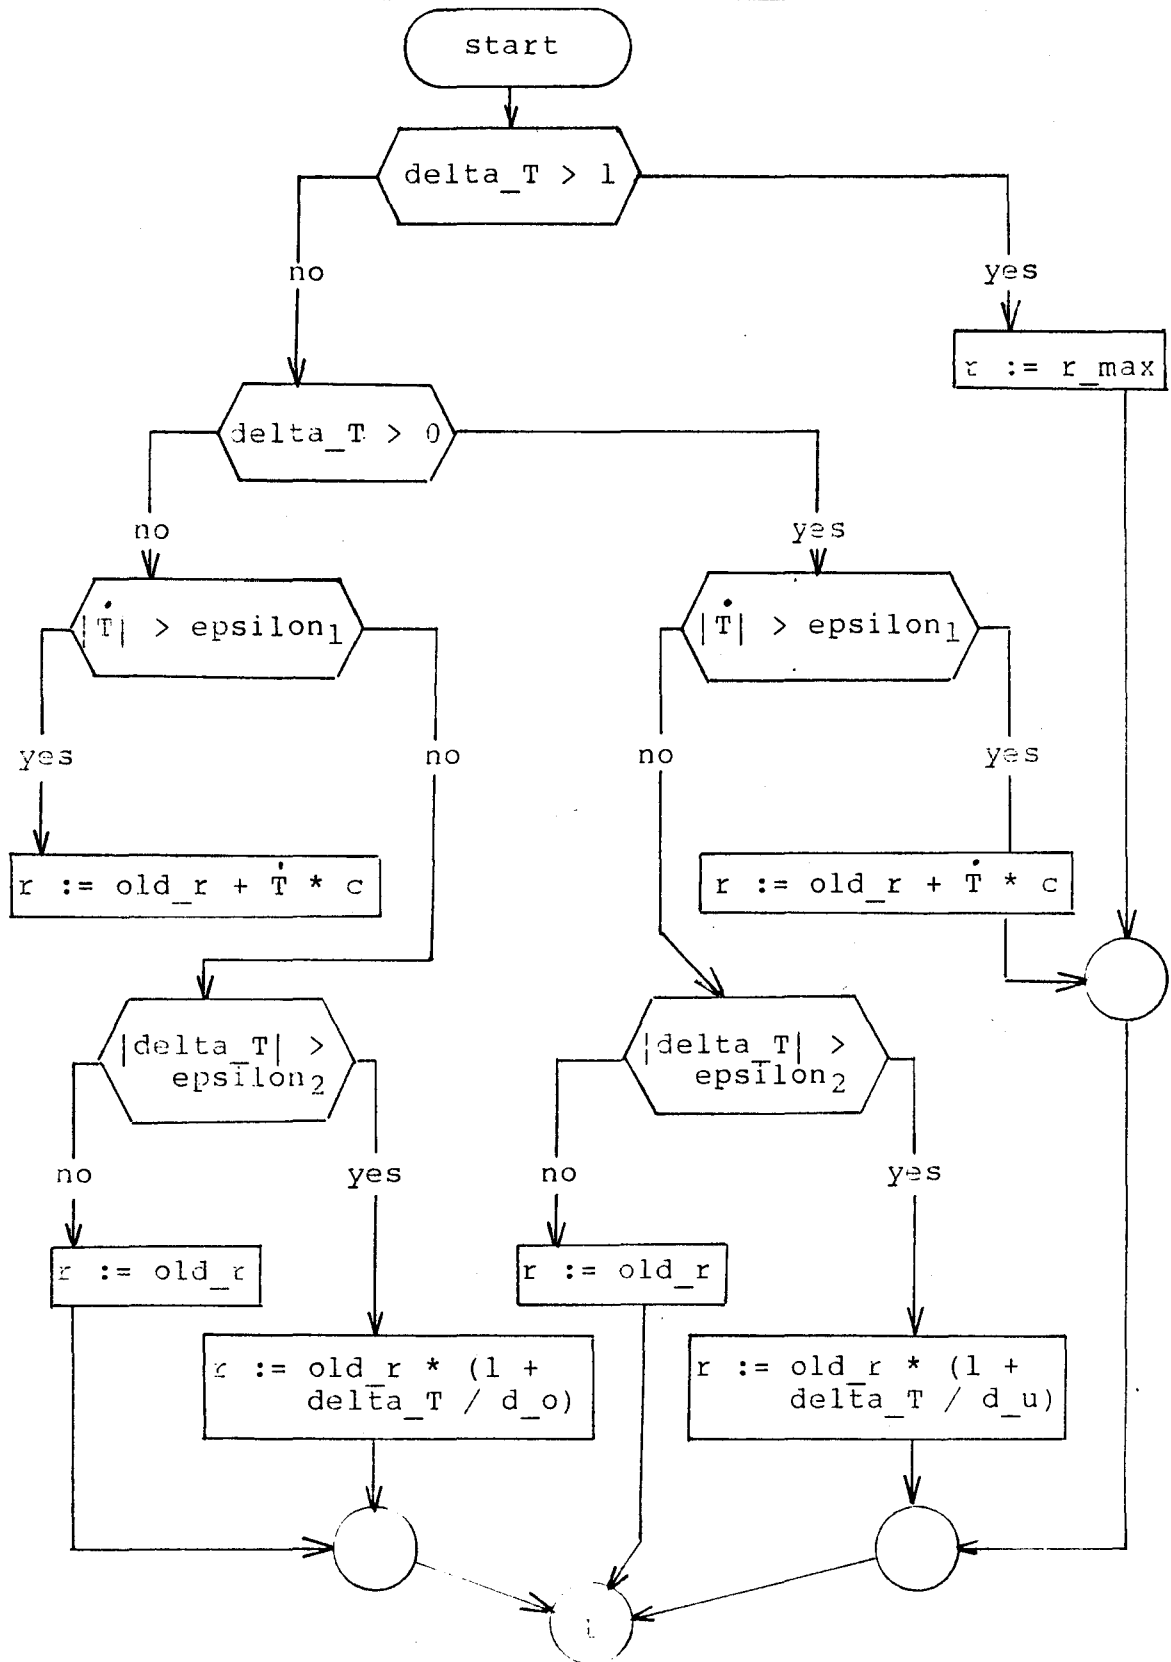 start
delta_T > 1
no
yes
r := r_max
delta_T > 0
no
yes
|Ṫ| > epsilon₁
|Ṫ| > epsilon₁
yes
no
no
yes
r := old_r + Ṫ * c
r := old_r + Ṫ * c
|delta_T| >
epsilon₂
|delta_T| >
epsilon₂
no
yes
no
yes
r := old_r
r := old_r
r := old_r * (1 +
delta_T / d_o)
r := old_r * (1 +
delta_T / d_u)